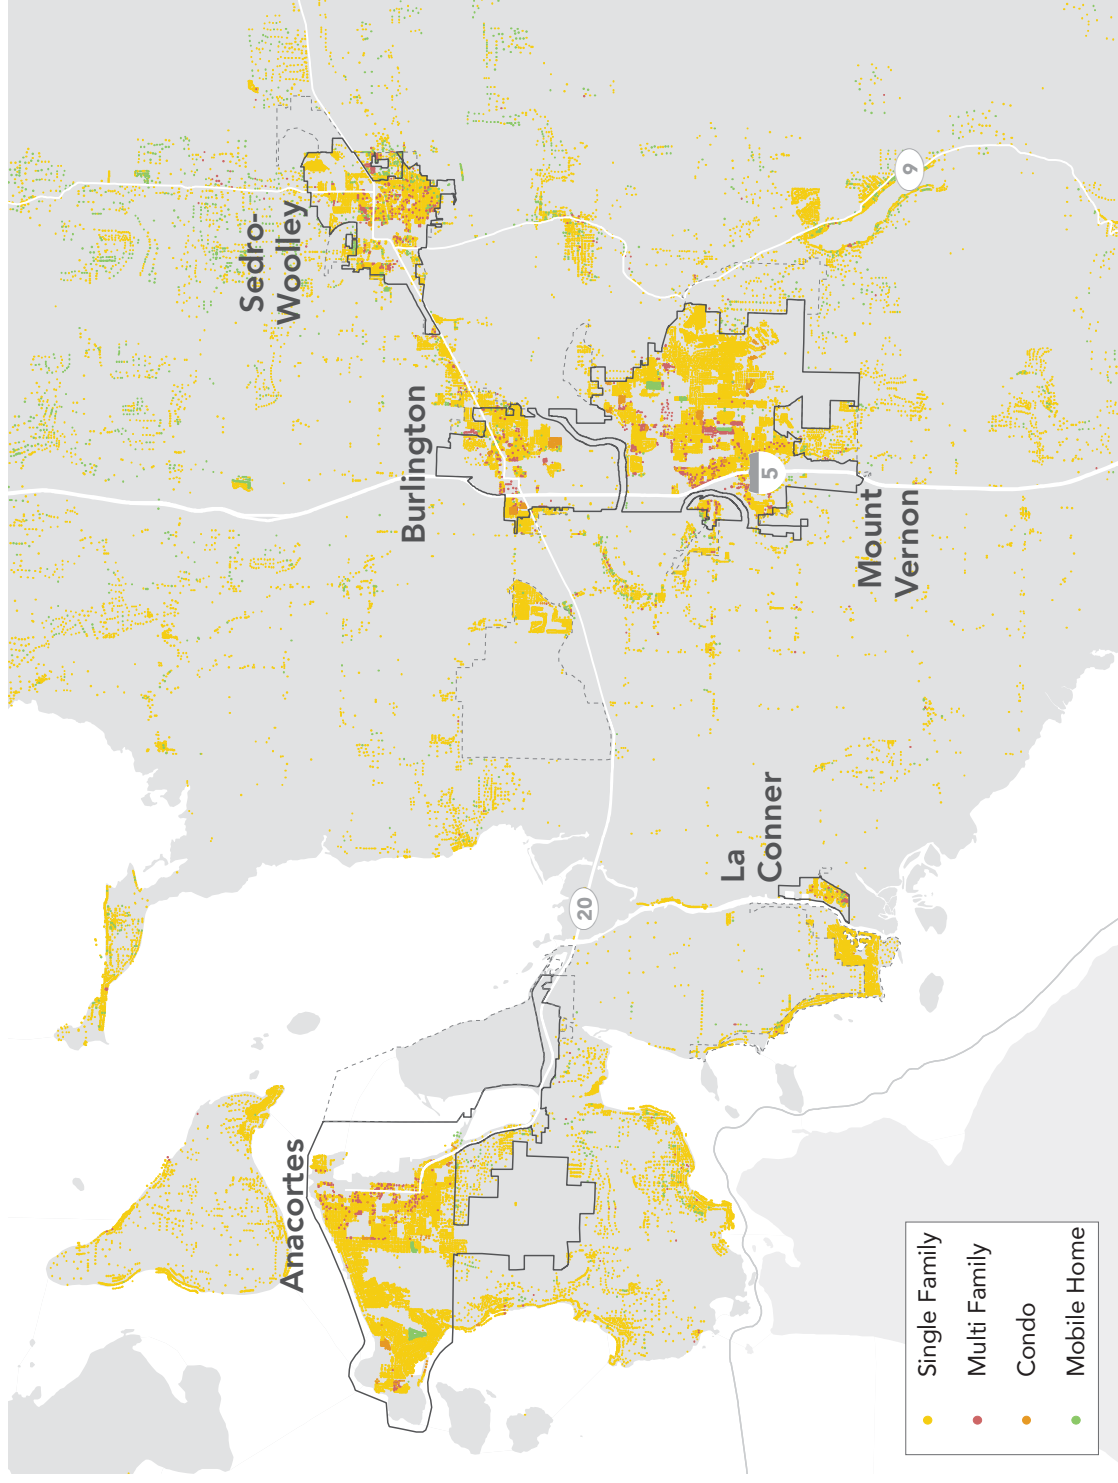 Sedro-
Woolley
Burlington
Mount
Vernon
La
Conner
Anacortes
9
5
20
Single Family
Multi Family
Condo
Mobile Home